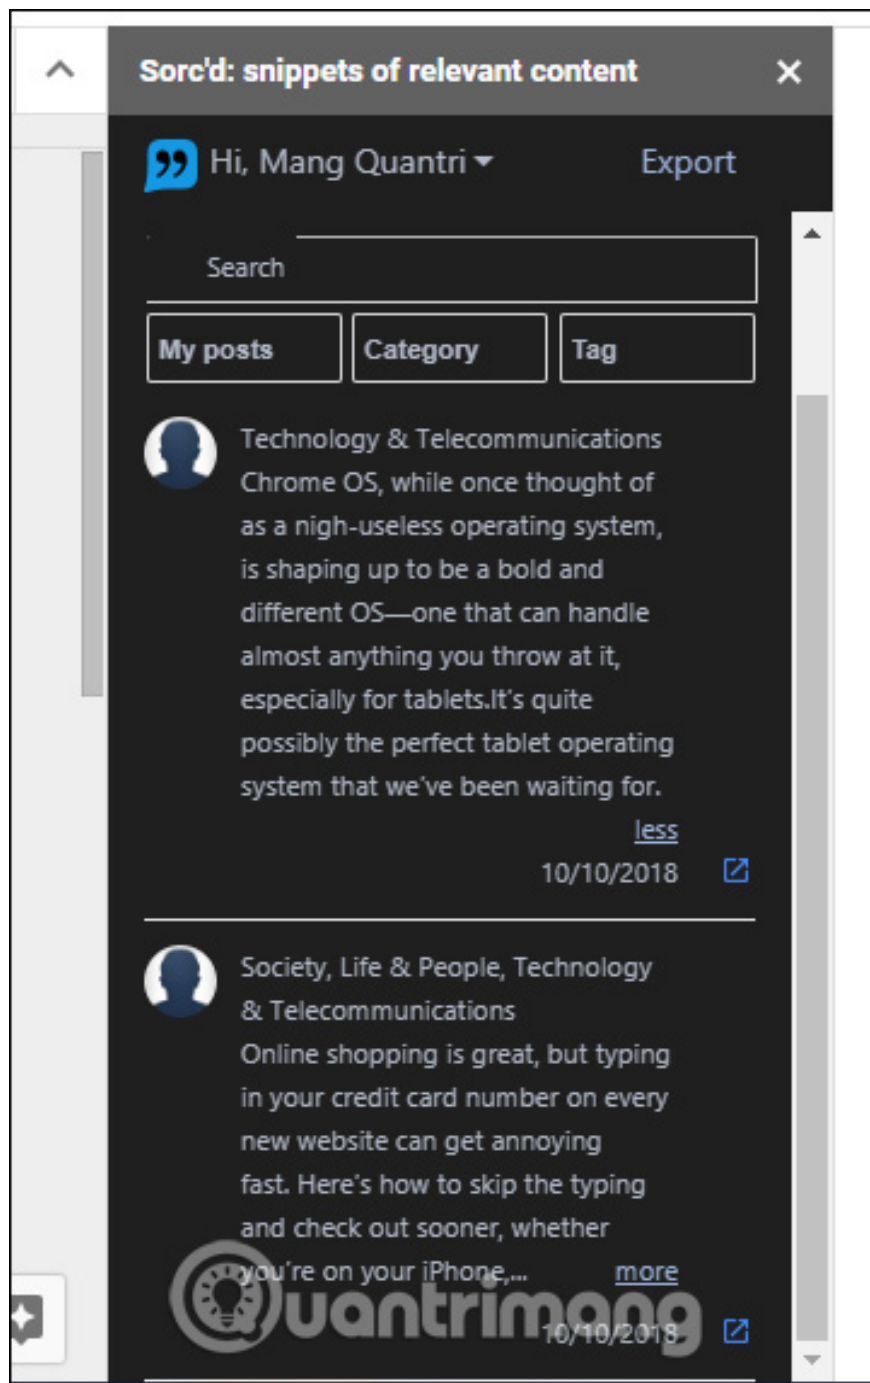 Sorc'd: snippets of relevant content
Hi, Mang Quantri
Export
Search
My posts
Category
Tag
Technology & Telecommunications
Chrome OS, while once thought of
as a nigh-useless operating system,
is shaping up to be a bold and
different OS—one that can handle
almost anything you throw at it,
especially for tablets.It's quite
possibly the perfect tablet operating
system that we've been waiting for.
less
10/10/2018
Society, Life & People, Technology
& Telecommunications
Online shopping is great, but typing
in your credit card number on every
new website can get annoying
fast. Here's how to skip the typing
and check out sooner, whether
you're on your iPhone,...
more
Quantrimang
10/10/2018